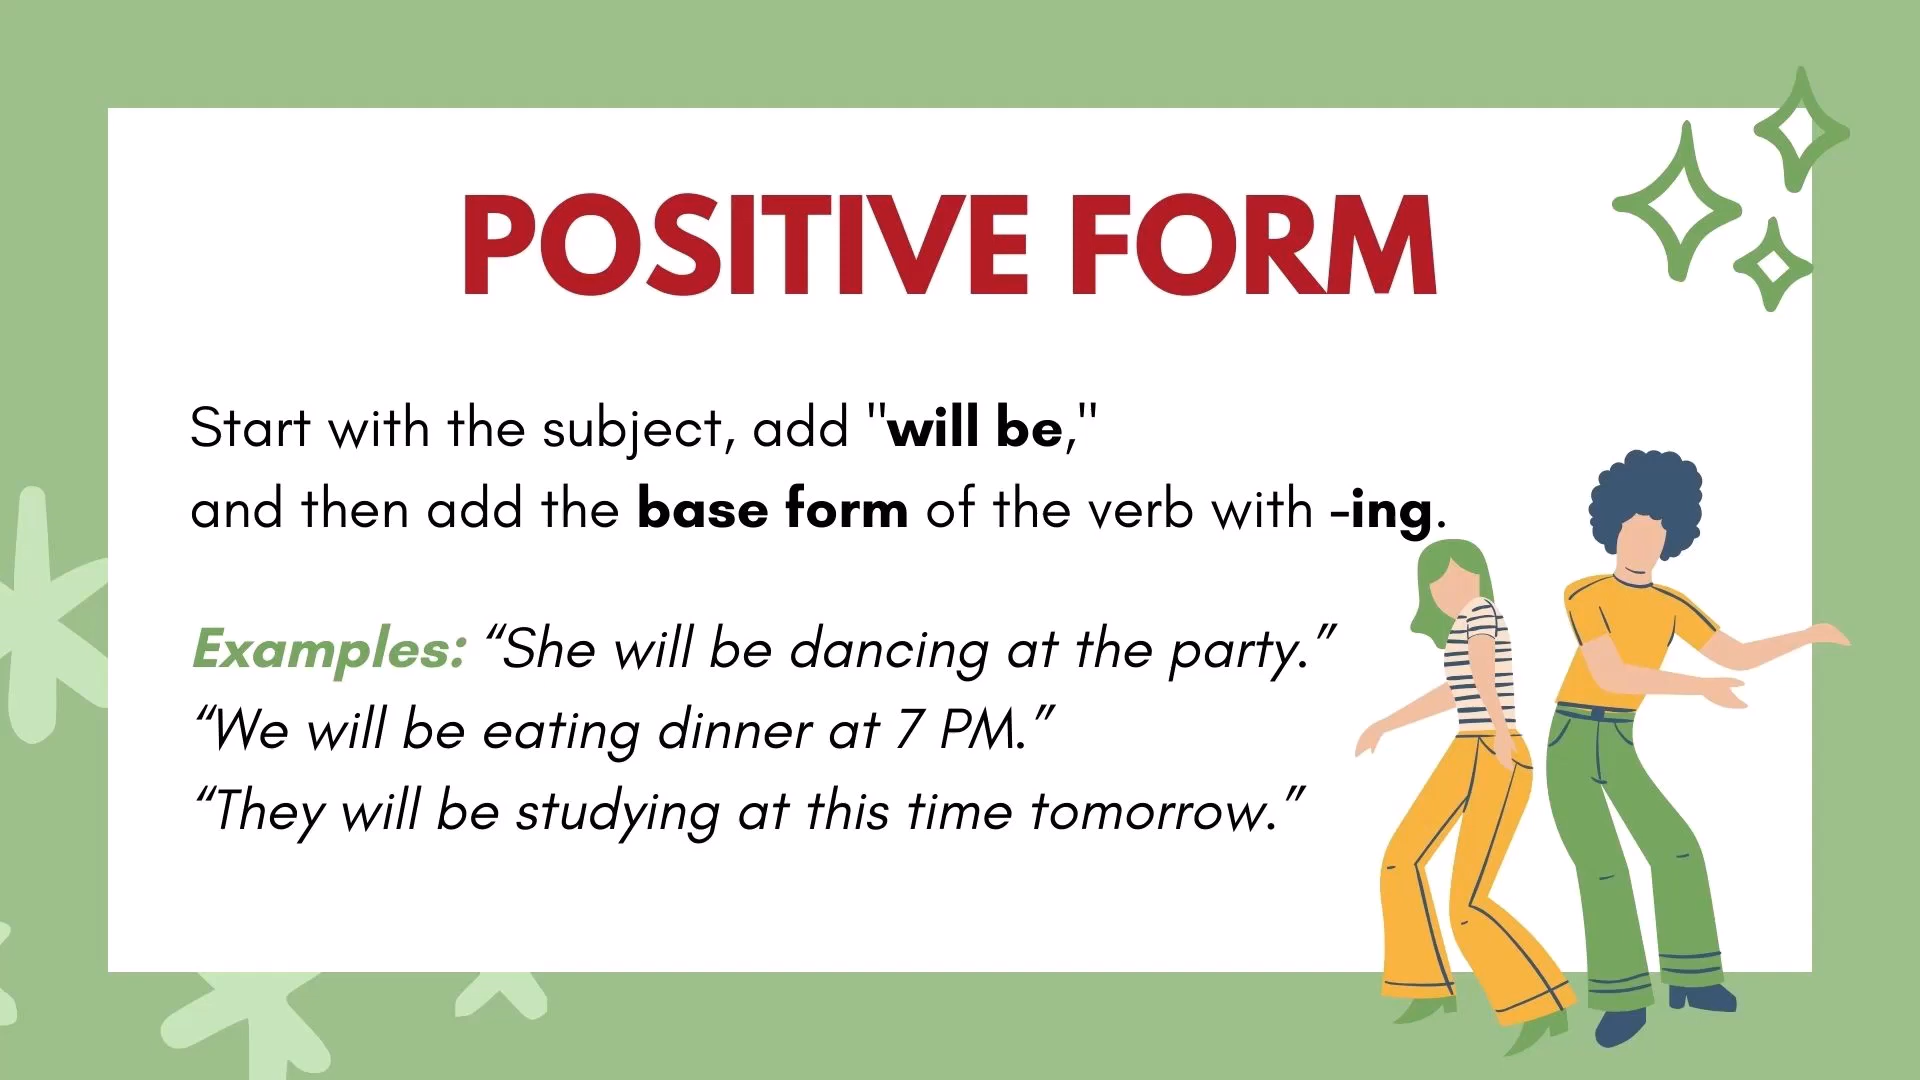 POSITIVE FORM
Start with the subject, add "will be,"
and then add the base form of the verb with -ing.
Examples: “She will be dancing at the party.”
“We will be eating dinner at 7 PM.”
“They will be studying at this time tomorrow.”